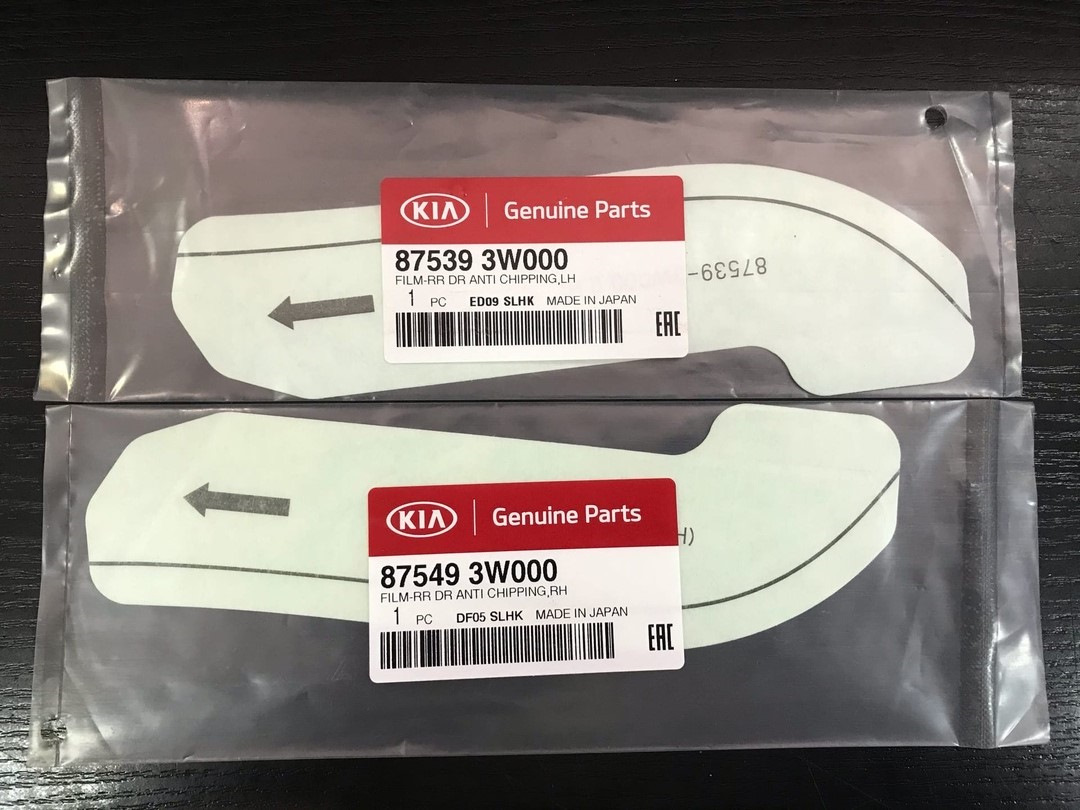 KIA Genuine Parts
87539 3W000
FILM-RR DR ANTI CHIPPING,LH
1 PC ED09 SLHK MADE IN JAPAN
EAC
87539-
KIA Genuine Parts
87549 3W000
FILM-RR DR ANTI CHIPPING,RH
1 PC DF05 SLHK MADE IN JAPAN
EAC